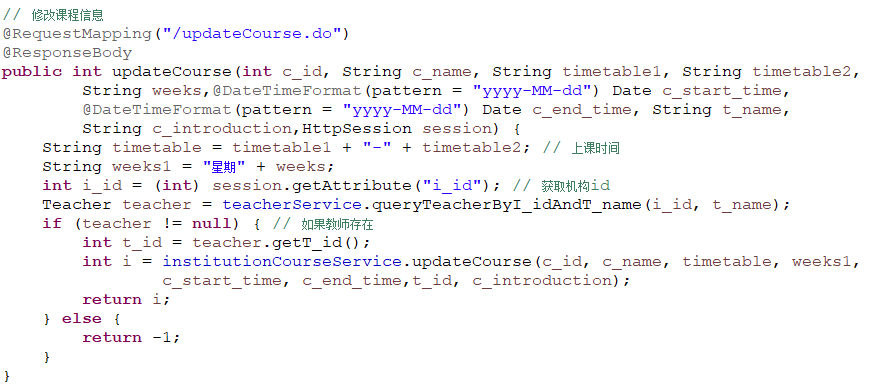 // 修改课程信息
@RequestMapping("/updateCourse.do")
@ResponseBody
public int updateCourse(int c_id, String c_name, String timetable1, String timetable2,
        String weeks,@DateTimeFormat(pattern = "yyyy-MM-dd") Date c_start_time,
        @DateTimeFormat(pattern = "yyyy-MM-dd") Date c_end_time, String t_name,
        String c_introduction,HttpSession session) {
    String timetable = timetable1 + "-" + timetable2; // 上课时间
    String weeks1 = "星期" + weeks;
    int i_id = (int) session.getAttribute("i_id"); // 获取机构id
    Teacher teacher = teacherService.queryTeacherByI_idAndT_name(i_id, t_name);
    if (teacher != null) { // 如果教师存在
        int t_id = teacher.getT_id();
        int i = institutionCourseService.updateCourse(c_id, c_name, timetable, weeks1,
                c_start_time, c_end_time,t_id, c_introduction);
        return i;
    } else {
        return -1;
    }
}